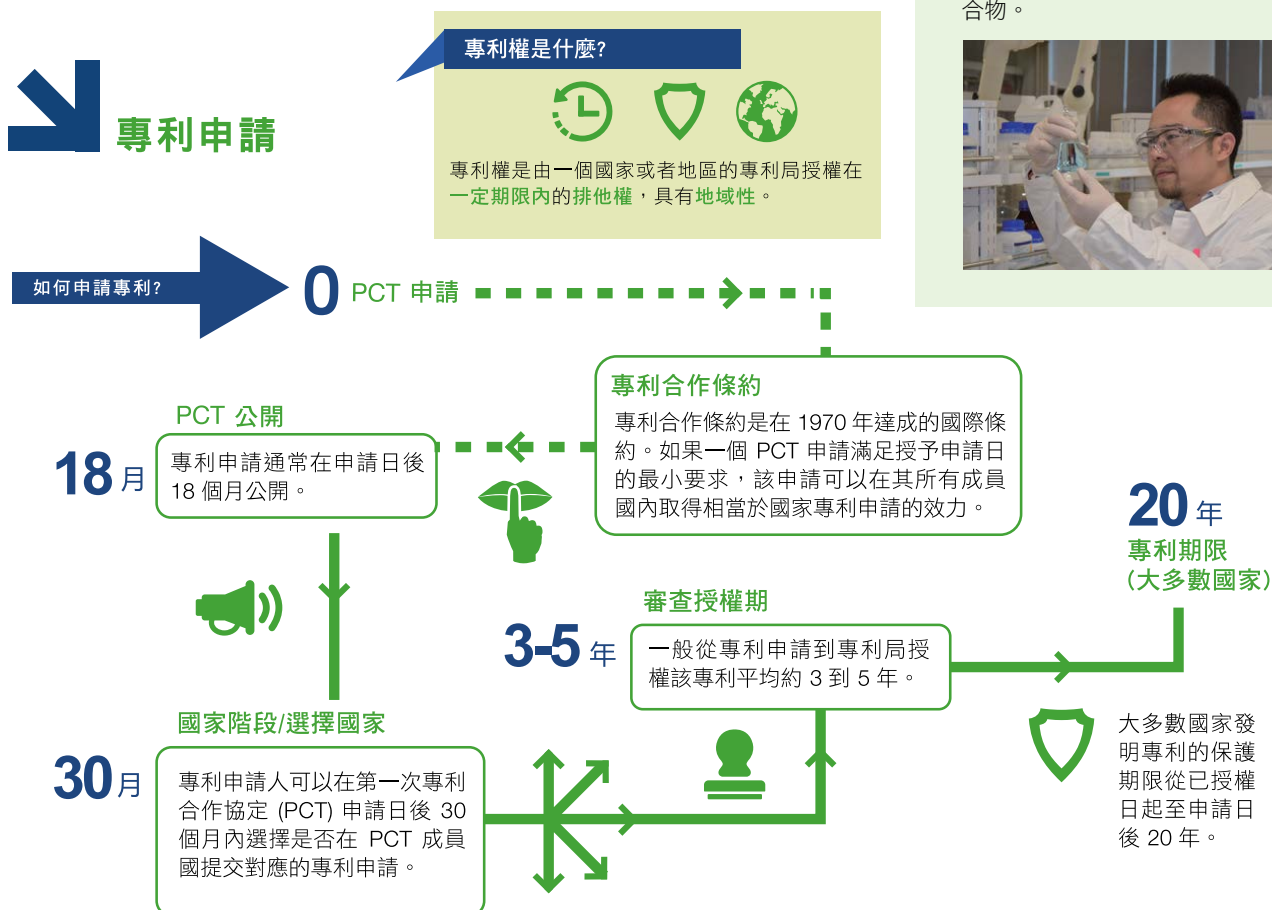 合物。
專利權是什麼?
專利申請
專利權是由一個國家或者地區的專利局授權在
一定期限內的排他權,具有地域性。
如何申請專利?
0 PCT 申請
專利合作條約
專利合作條約是在 1970 年達成的國際條
約。如果一個 PCT 申請滿足授予申請日
的最小要求,該申請可以在其所有成員
國內取得相當於國家專利申請的效力。
PCT 公開
18 月
專利申請通常在申請日後
18 個月公開。
國家階段/選擇國家
30 月
專利申請人可以在第一次專利
合作協定 (PCT) 申請日後 30
個月內選擇是否在 PCT 成員
國提交對應的專利申請。
審查授權期
3-5 年
一般從專利申請到專利局授
權該專利平均約 3 到 5 年。
20 年
專利期限
(大多數國家)
大多數國家發
明專利的保護
期限從已授權
日起至申請日
後 20 年。